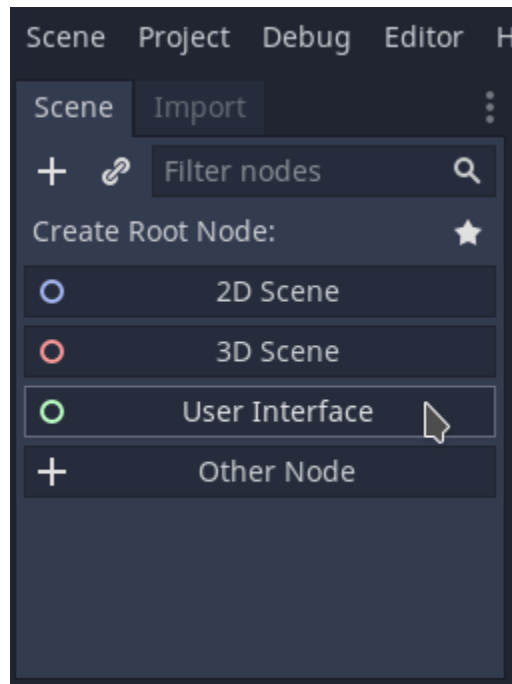 Scene Project Debug Editor H
Scene Import
Filter nodes
Create Root Node:
2D Scene
3D Scene
User Interface
Other Node